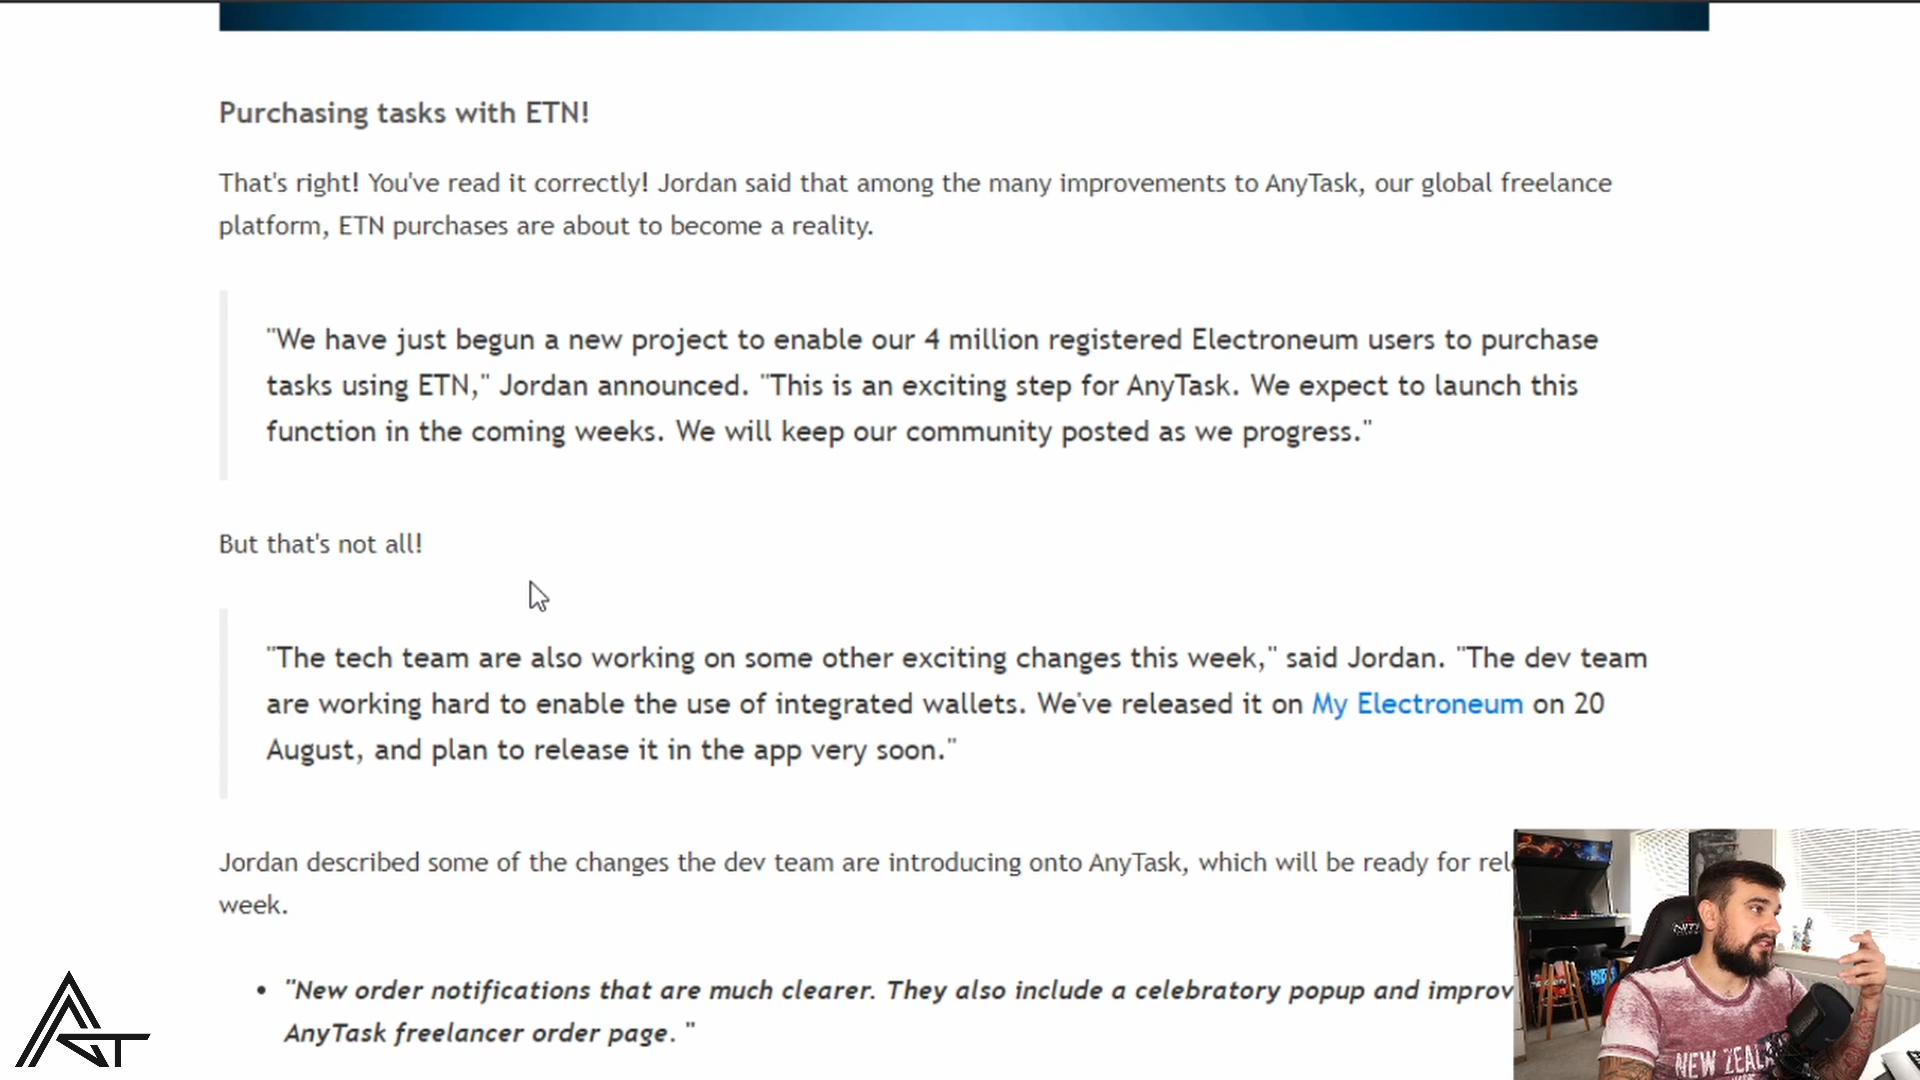 Purchasing tasks with ETN!
That's right! You've read it correctly! Jordan said that among the many improvements to AnyTask, our global freelance
platform, ETN purchases are about to become a reality.
"We have just begun a new project to enable our 4 million registered Electroneum users to purchase
tasks using ETN," Jordan announced. "This is an exciting step for AnyTask. We expect to launch this
function in the coming weeks. We will keep our community posted as we progress."
But that's not all!
"The tech team are also working on some other exciting changes this week," said Jordan. "The dev team
are working hard to enable the use of integrated wallets. We've released it on My Electroneum on 20
August, and plan to release it in the app very soon."
Jordan described some of the changes the dev team are introducing onto AnyTask, which will be ready for
week.
• "New order notifications that are much clearer. They also include a celebratory popup and improv
AnyTask freelancer order page. "
NEW ZEALA